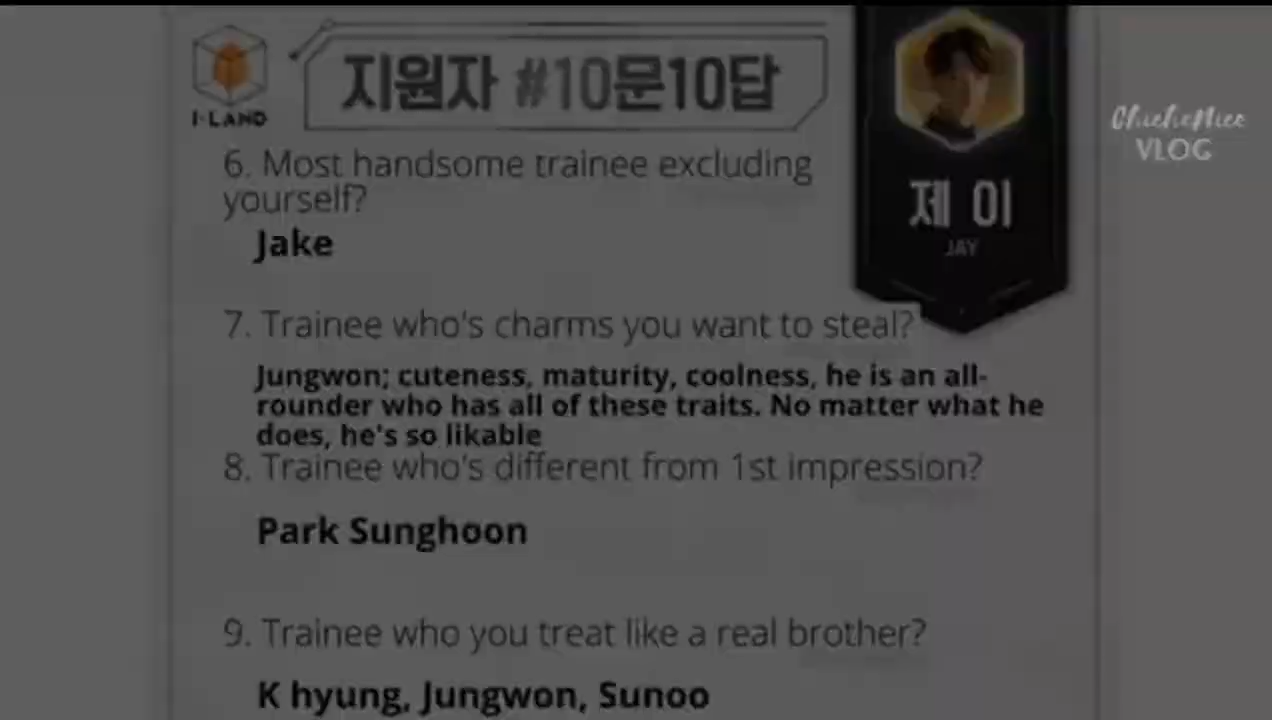 I·LAND
지원자 #10문10답
제이
JAY
ChicheNiee
VLOG
6. Most handsome trainee excluding
yourself?
Jake
7. Trainee who's charms you want to steal?
Jungwon; cuteness, maturity, coolness, he is an all-
rounder who has all of these traits. No matter what he
does, he's so likable
8. Trainee who's different from 1st impression?
Park Sunghoon
9. Trainee who you treat like a real brother?
K hyung, Jungwon, Sunoo